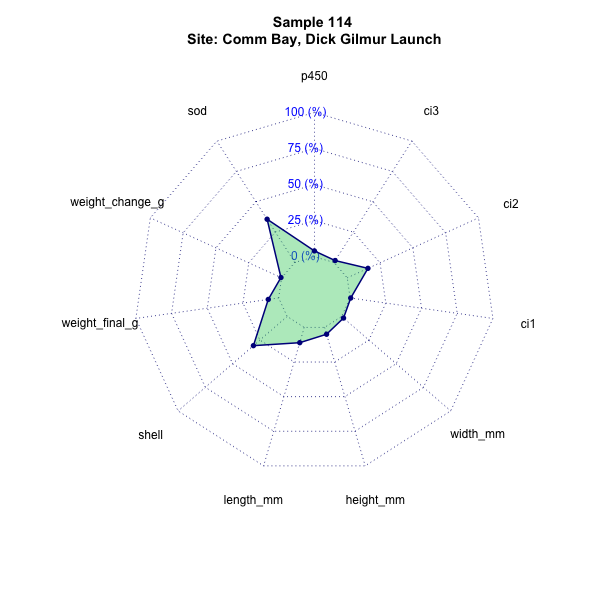 Sample 114
Site: Comm Bay, Dick Gilmur Launch
p450
sod
ci3
100 (%)
75 (%)
weight_change_g
ci2
50 (%)
25 (%)
0 (%)
weight_final_g
ci1
shell
width_mm
length_mm
height_mm